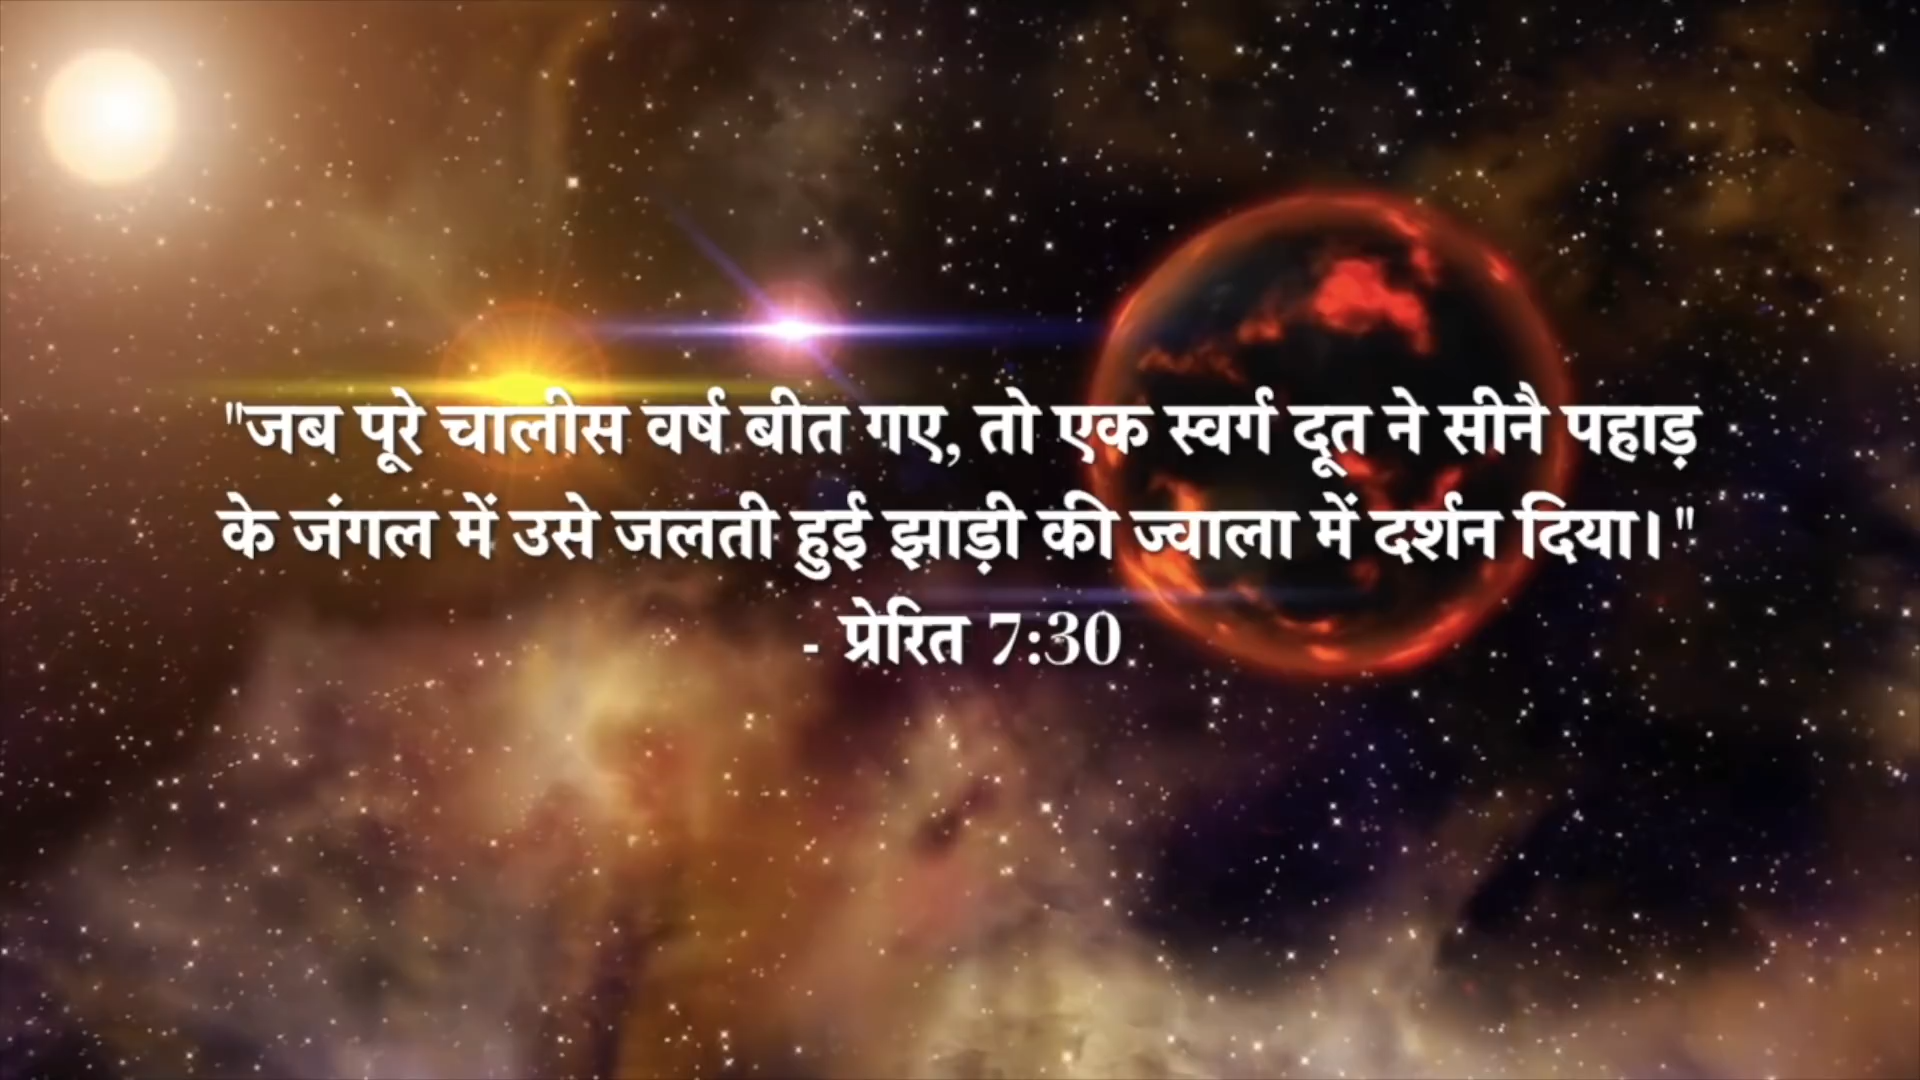 "जब पूरे चालीस वर्ष बीत गए, तो एक स्वर्ग दूत ने सीनै पहाड़
के जंगल में उसे जलती हुई झाड़ी की ज्वाला में दर्शन दिया।"
- प्रेरित 7:30